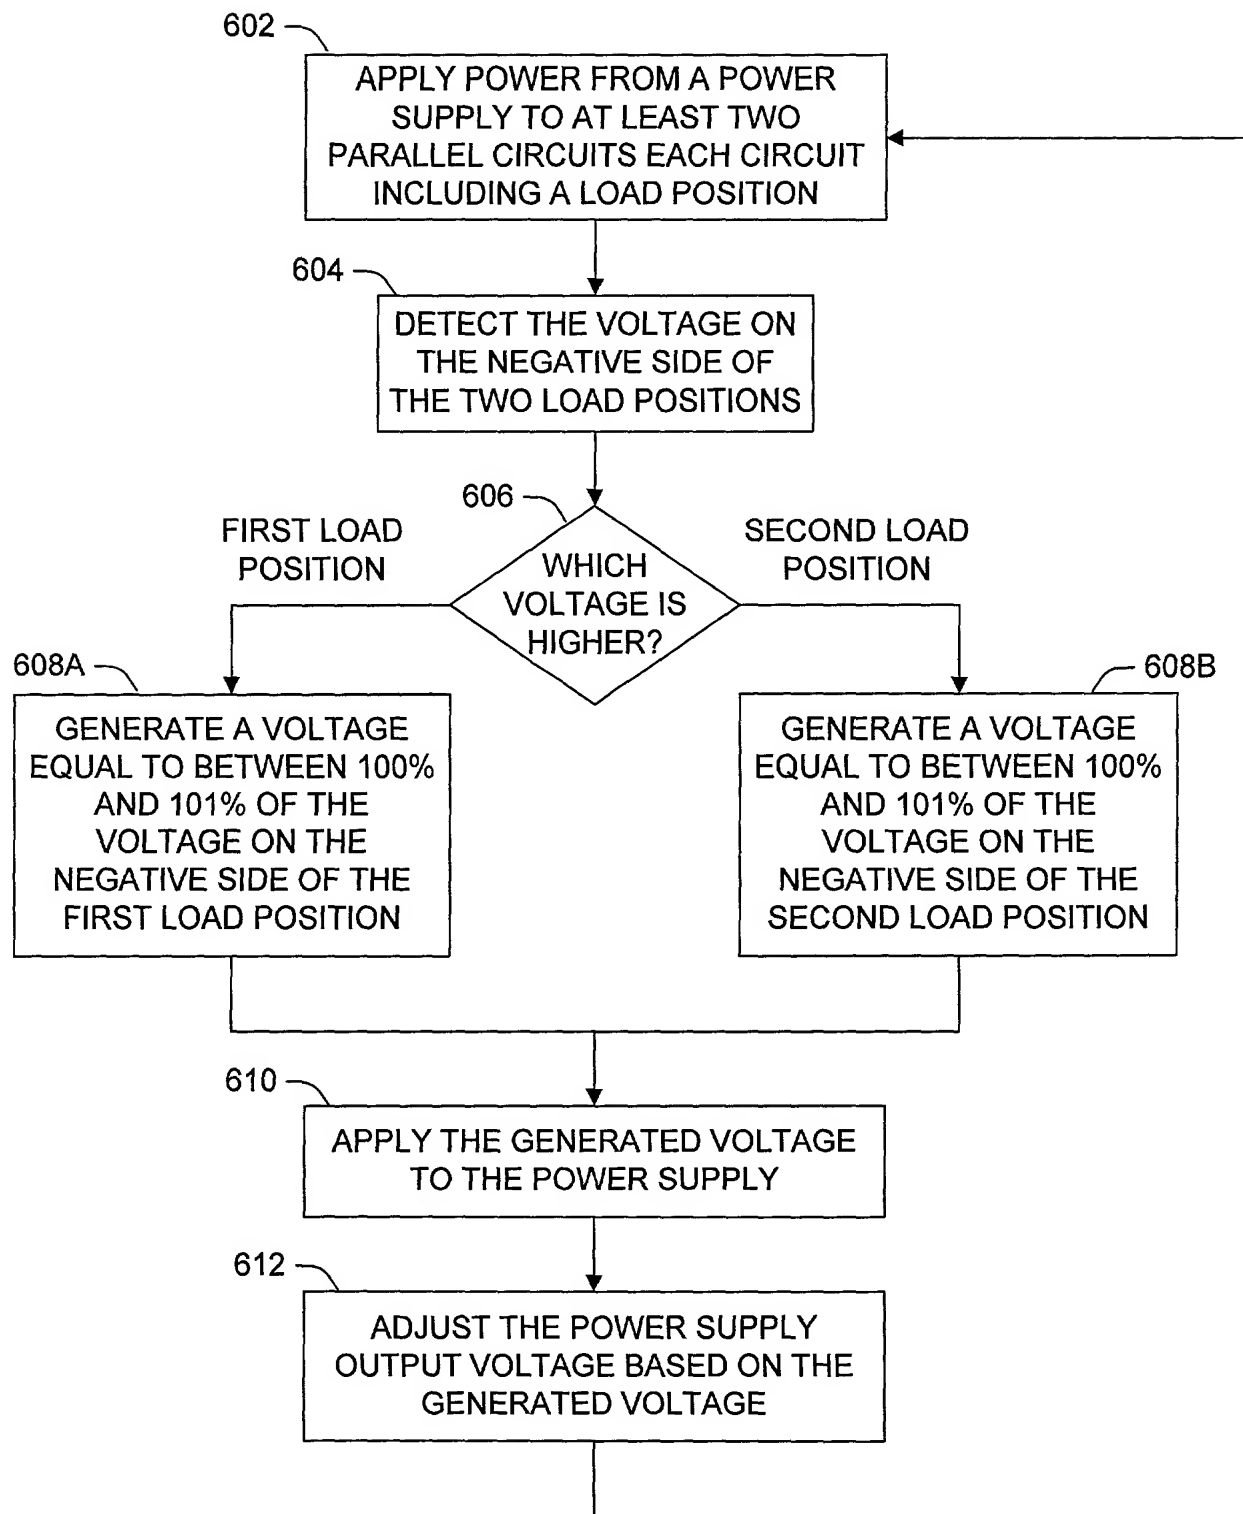 602
APPLY POWER FROM A POWER
SUPPLY TO AT LEAST TWO
PARALLEL CIRCUITS EACH CIRCUIT
INCLUDING A LOAD POSITION
604
DETECT THE VOLTAGE ON
THE NEGATIVE SIDE OF
THE TWO LOAD POSITIONS
606
WHICH
VOLTAGE IS
HIGHER?
FIRST LOAD
POSITION
SECOND LOAD
POSITION
608A
GENERATE A VOLTAGE
EQUAL TO BETWEEN 100%
AND 101% OF THE
VOLTAGE ON THE
NEGATIVE SIDE OF THE
FIRST LOAD POSITION
608B
GENERATE A VOLTAGE
EQUAL TO BETWEEN 100%
AND 101% OF THE
VOLTAGE ON THE
NEGATIVE SIDE OF THE
SECOND LOAD POSITION
610
APPLY THE GENERATED VOLTAGE
TO THE POWER SUPPLY
612
ADJUST THE POWER SUPPLY
OUTPUT VOLTAGE BASED ON THE
GENERATED VOLTAGE